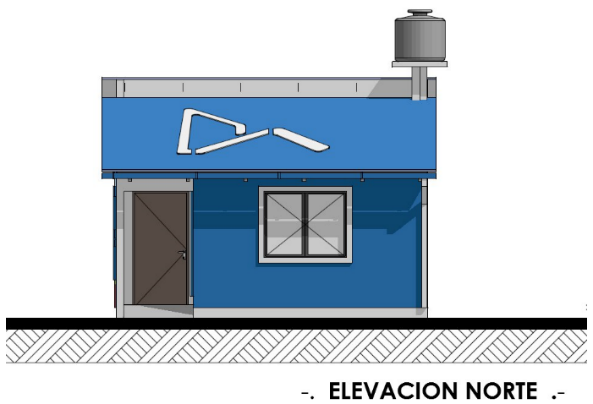 -. ELEVACION NORTE .-